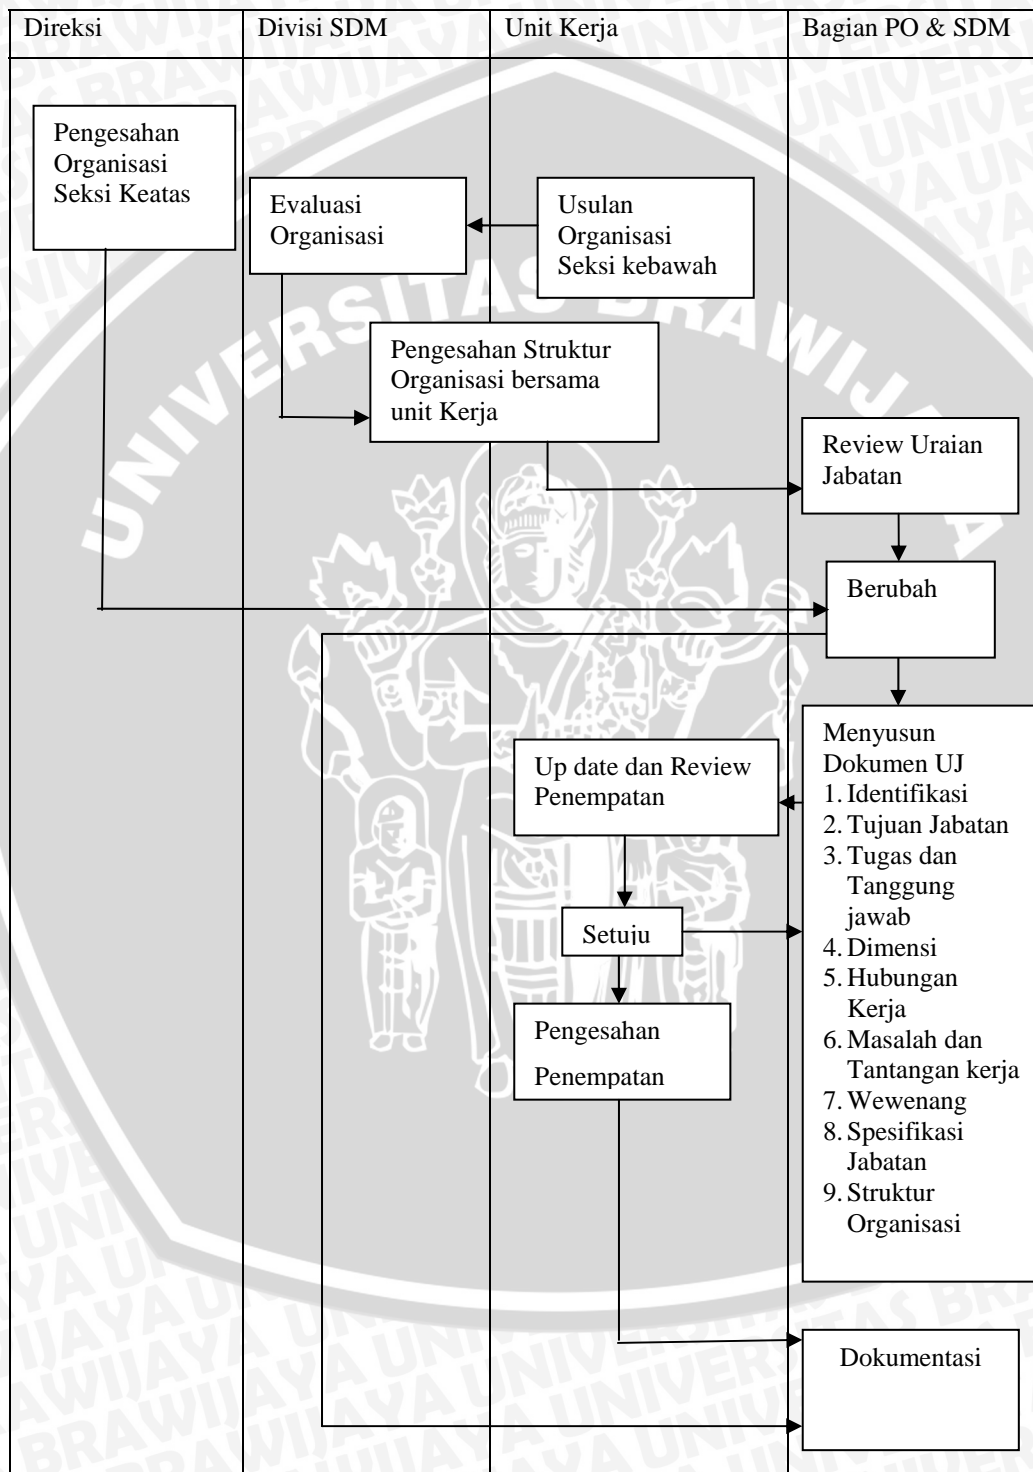 Direksi
Divisi SDM
Unit Kerja
Bagian PO & SDM
Pengesahan
Organisasi
Seksi Keatas
Evaluasi
Organisasi
Usulan
Organisasi
Seksi kebawah
Pengesahan Struktur
Organisasi bersama
unit Kerja
Review Uraian
Jabatan
Berubah
Menyusun
Dokumen UJ
1. Identifikasi
2. Tujuan Jabatan
3. Tugas dan
Tanggung
jawab
4. Dimensi
5. Hubungan
Kerja
6. Masalah dan
Tantangan kerja
7. Wewenang
8. Spesifikasi
Jabatan
9. Struktur
Organisasi
Up date dan Review
Penempatan
Setuju
Pengesahan
Penempatan
Dokumentasi
UNIVERSITAS BRAWIJAYA